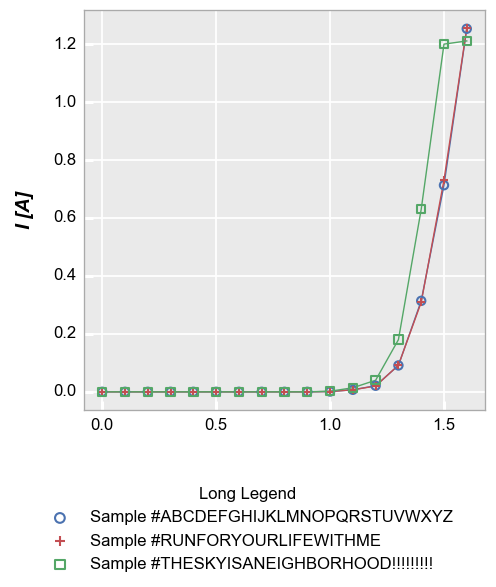 1.2
1.0
0.8
0.6
0.4
0.2
0.0
I [A]
0.0 0.5 1.0 1.5
Long Legend
Sample #ABCDEFGHIJKLMNOPQRSTUVWXYZ
Sample #RUNFORYOURLIFEWITHME
Sample #THESKYISANEIGHBORHOOD!!!!!!!!!